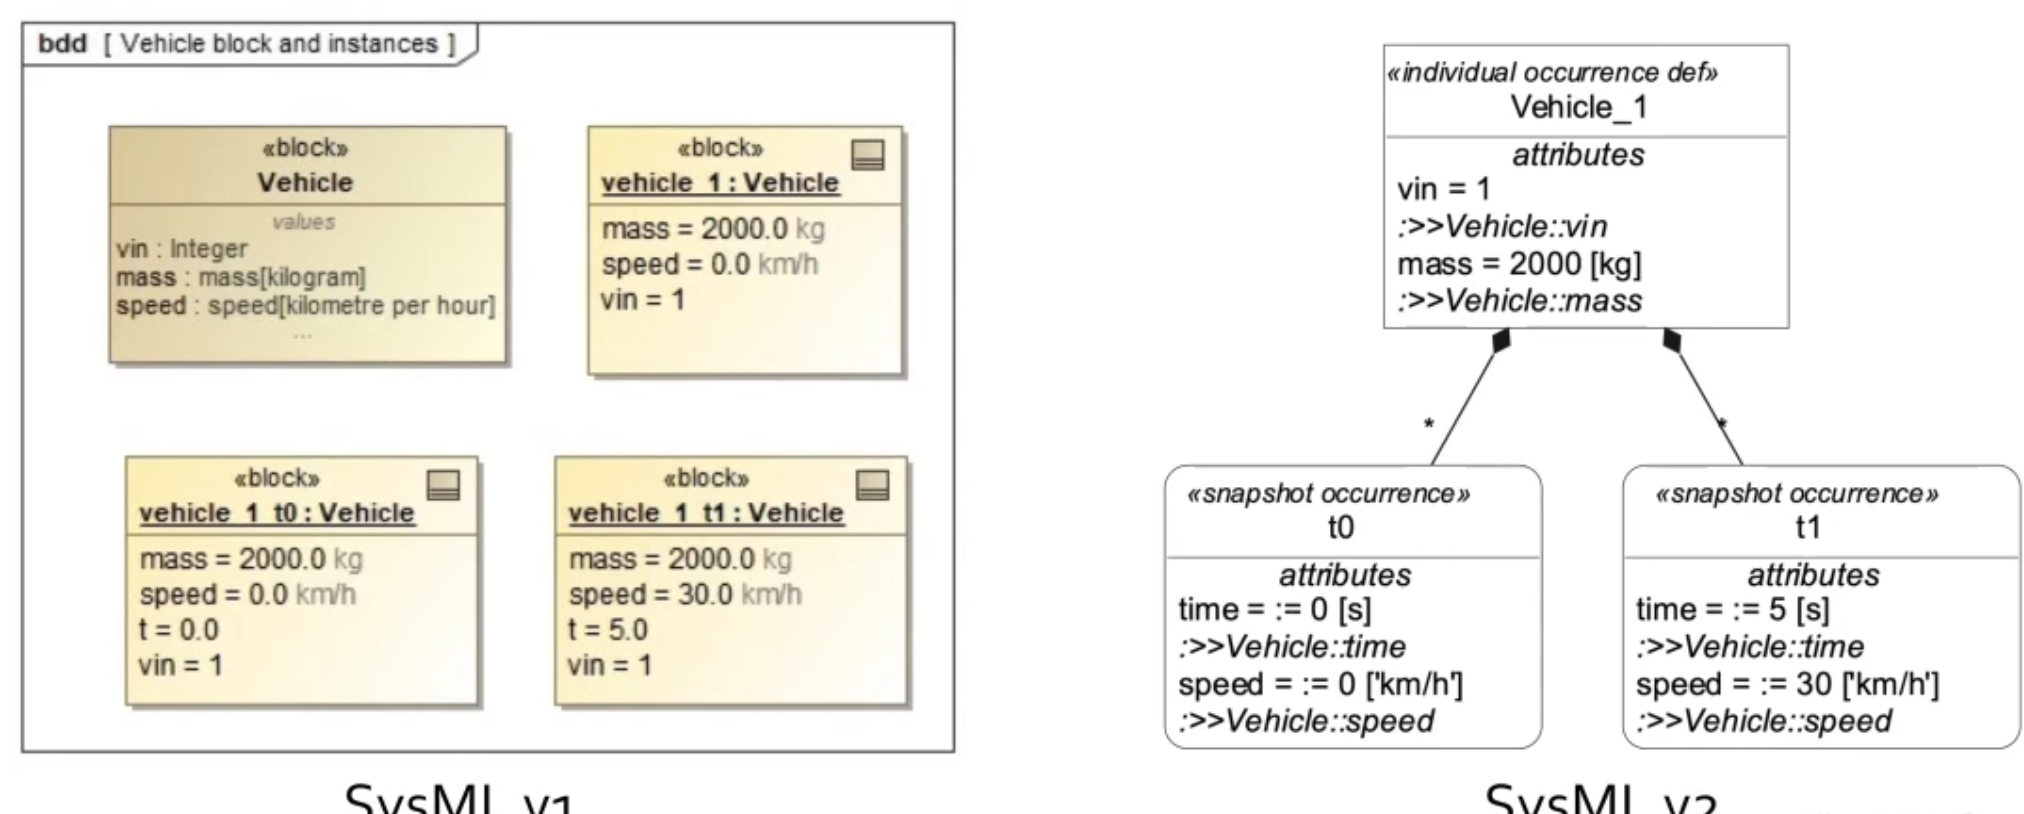 bdd [ Vehicle block and instances ]
«block»
Vehicle
values
vin : Integer
mass : mass[kilogram]
speed : speed[kilometre per hour]
...
«block»
vehicle_1 : Vehicle
mass = 2000.0 kg
speed = 0.0 km/h
vin = 1
«block»
vehicle_1_t0 : Vehicle
mass = 2000.0 kg
speed = 0.0 km/h
t = 0.0
vin = 1
«block»
vehicle_1_t1 : Vehicle
mass = 2000.0 kg
speed = 30.0 km/h
t = 5.0
vin = 1
SysML v1
«individual occurrence def»
Vehicle_1
attributes
vin = 1
:>>Vehicle::vin
mass = 2000 [kg]
:>>Vehicle::mass
*
*
«snapshot occurrence»
t0
attributes
time = := 0 [s]
:>>Vehicle::time
speed = := 0 ['km/h']
:>>Vehicle::speed
«snapshot occurrence»
t1
attributes
time = := 5 [s]
:>>Vehicle::time
speed = := 30 ['km/h']
:>>Vehicle::speed
SysML v2